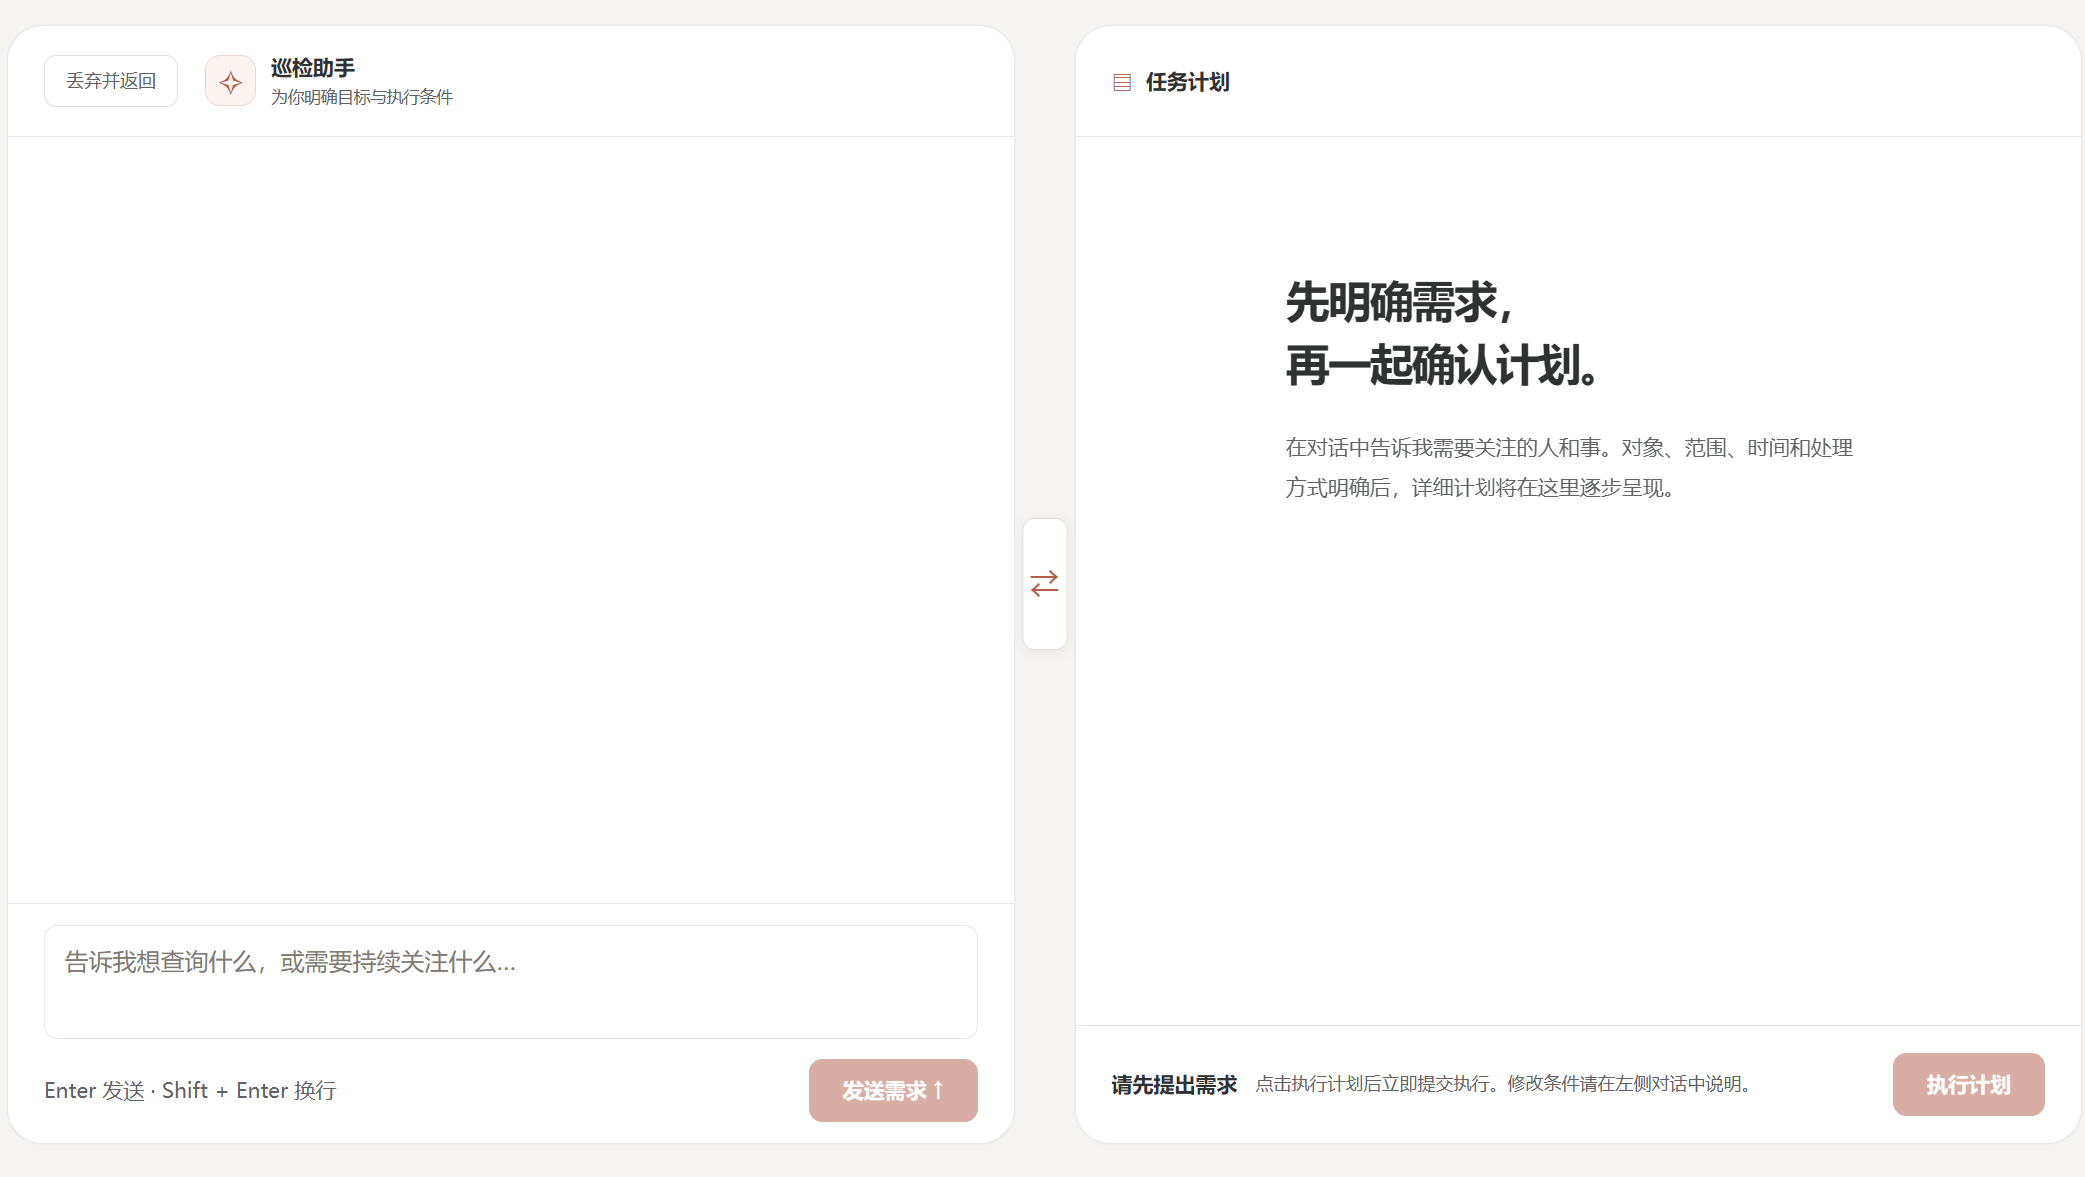 丢弃并返回
巡检助手
为你明确目标与执行条件
告诉我想查询什么，或需要持续关注什么...
Enter 发送 · Shift + Enter 换行
发送需求 ↑
任务计划
先明确需求，
再一起确认计划。
在对话中告诉我需要关注的人和事。对象、范围、时间和处理
方式明确后，详细计划将在这里逐步呈现。
请先提出需求
点击执行计划后立即提交执行。修改条件请在左侧对话中说明。
执行计划